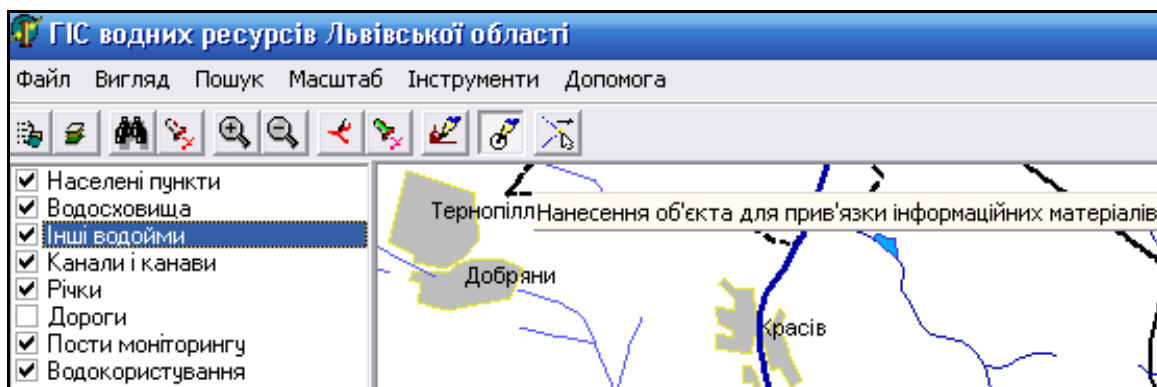 ГІС водних ресурсів Львівської області
Файл Вигляд Пошук Масштаб Інструменти Допомога
Населені пункти
Водосховища
Інші водойми
Канали і канави
Річки
Дороги
Пости моніторингу
Водокористування
Тернопілл
Нанесення об'єкта для прив'язки інформаційних матеріалів
Добряни
Красів